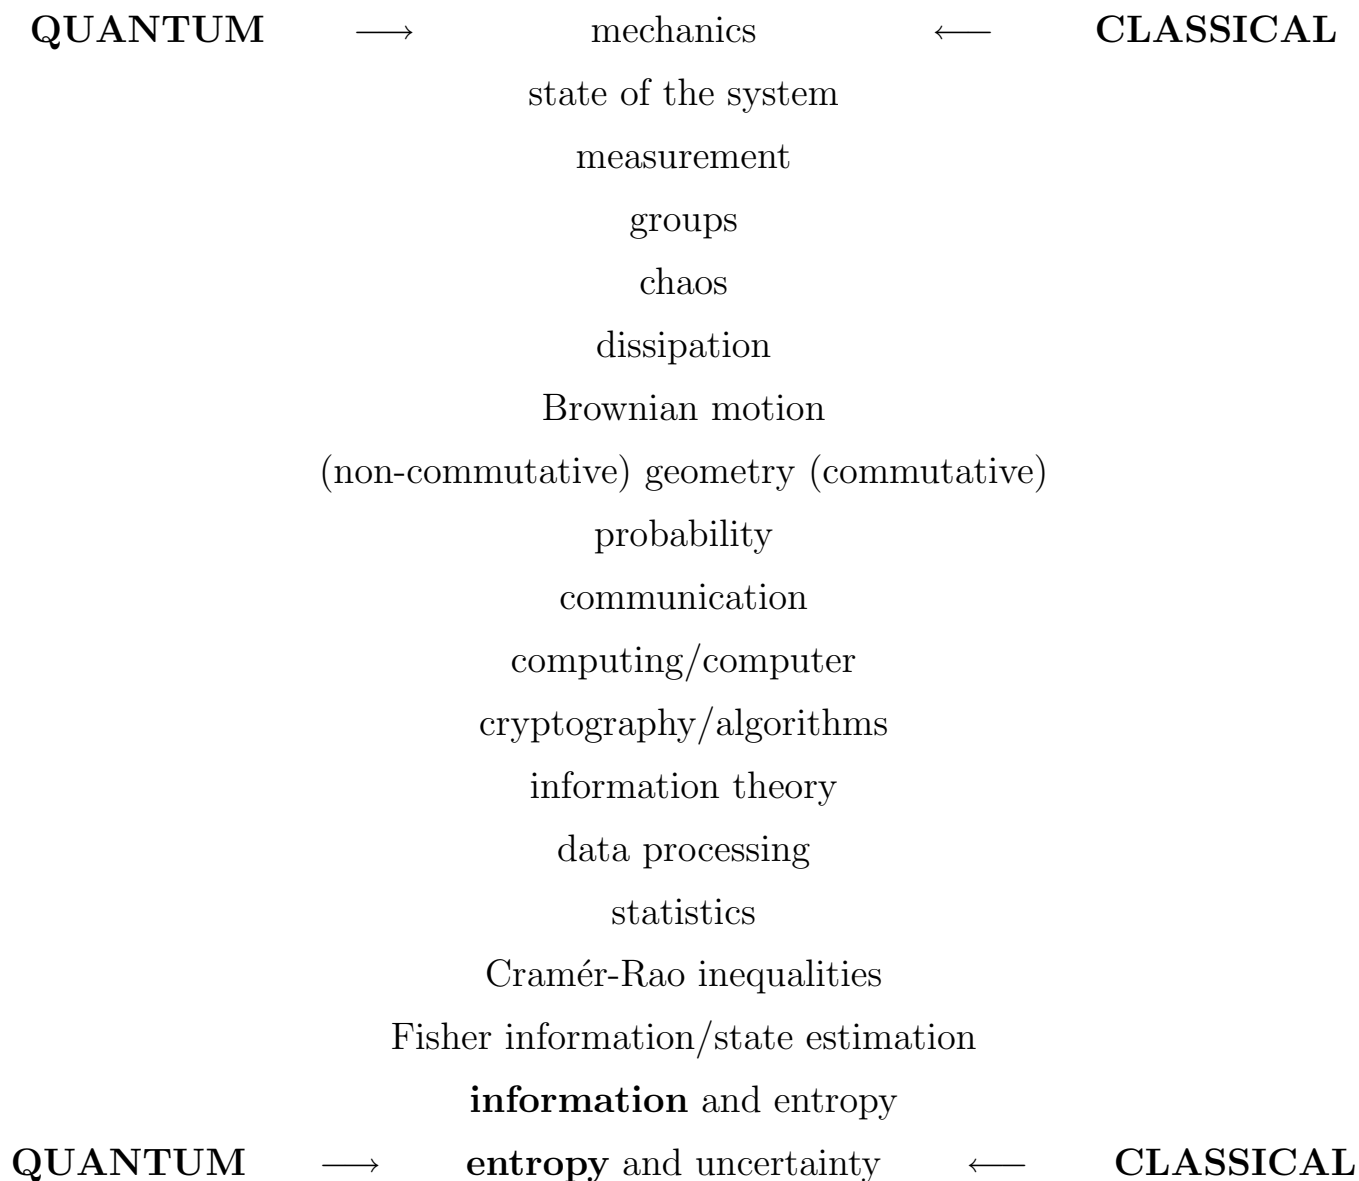 QUANTUM ⟶ mechanics ⟵ CLASSICAL
state of the system
measurement
groups
chaos
dissipation
Brownian motion
(non-commutative) geometry (commutative)
probability
communication
computing/computer
cryptography/algorithms
information theory
data processing
statistics
Cramér-Rao inequalities
Fisher information/state estimation
information and entropy
QUANTUM ⟶ entropy and uncertainty ⟵ CLASSICAL